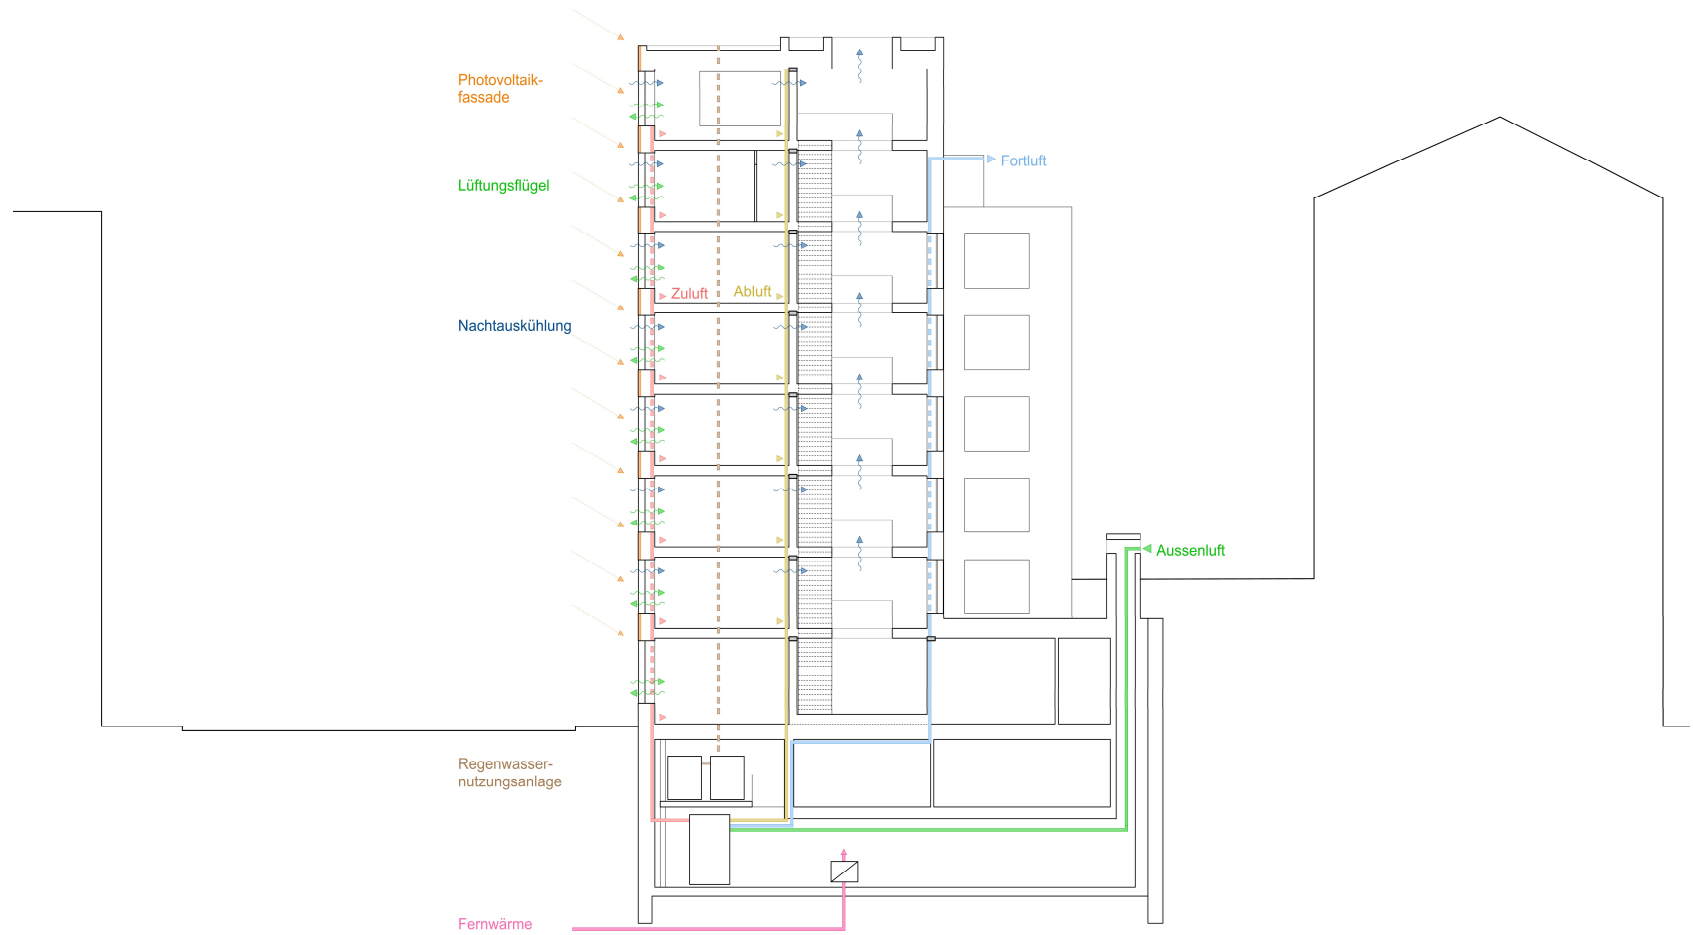 Photovoltaik-
fassade
Fortluft
Lüftungsflügel
Zuluft
Abluft
Nachtauskühlung
Aussenluft
Regenwasser-
nutzungsanlage
Fernwärme